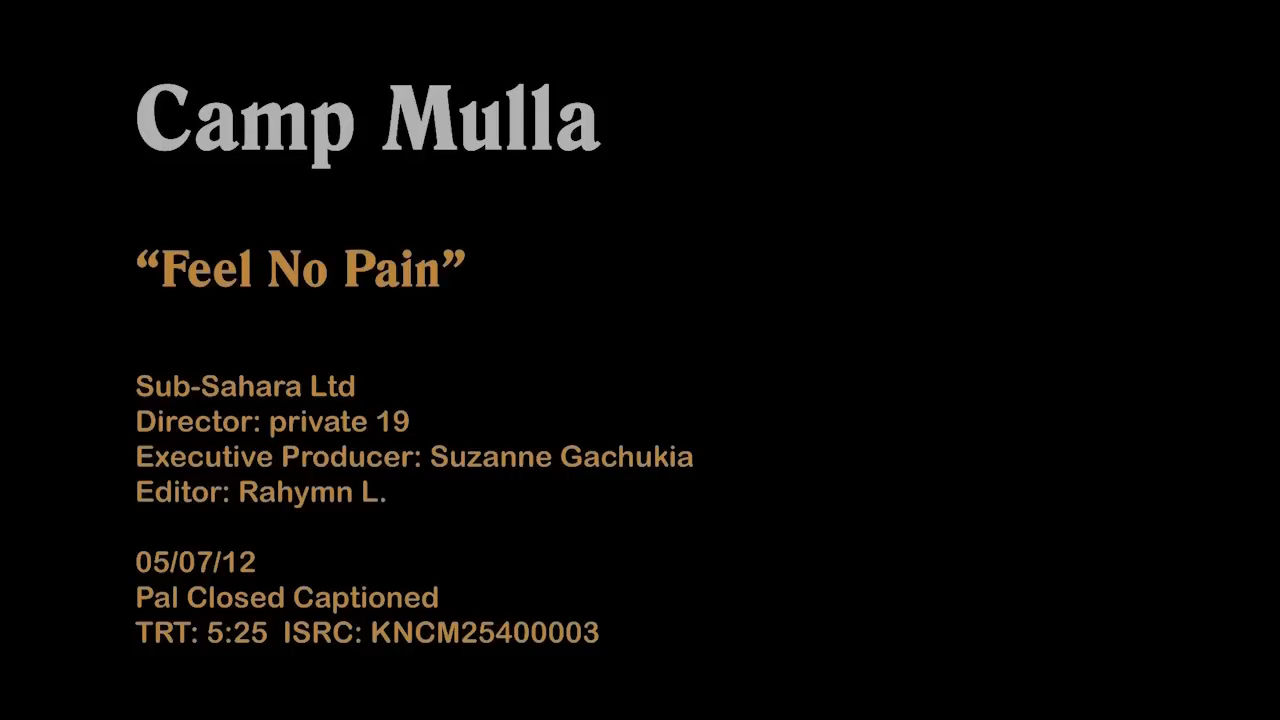 Camp Mulla
“Feel No Pain”
Sub-Sahara Ltd
Director: private 19
Executive Producer: Suzanne Gachukia
Editor: Rahymn L.
05/07/12
Pal Closed Captioned
TRT: 5:25 ISRC: KNCM25400003